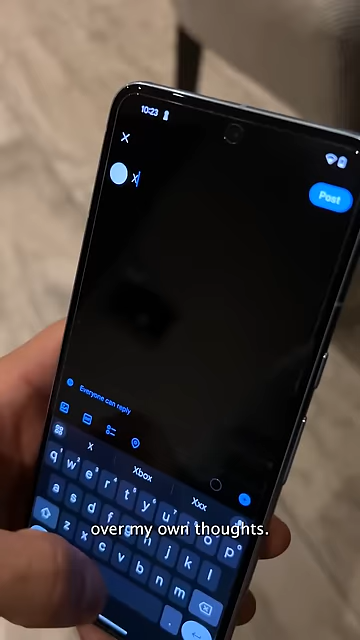 10:23
X
Post
Everyone can reply
X
Xbox
Xxx
q w e r t y u o p
a s d f g h j k l
over my own thoughts.
z x c v b n m